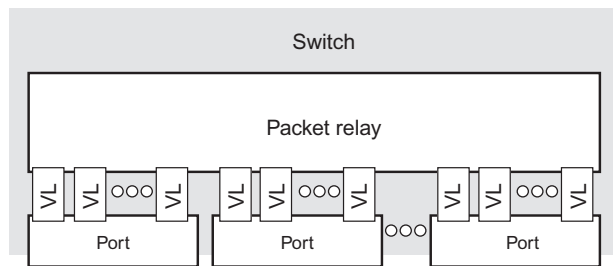 Switch
Packet relay
VL VL VL VL VL VL VL VL VL
Port Port Port